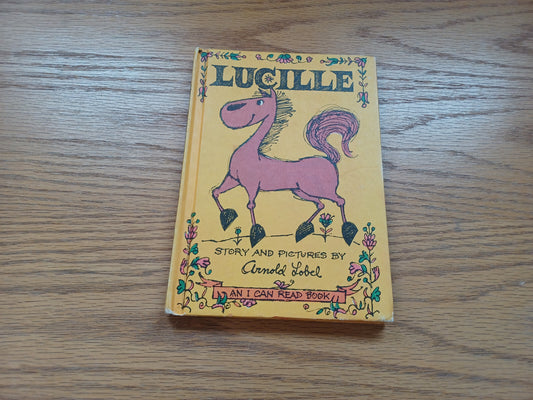 LUCILLE
STORY AND PICTURES BY
Arnold Lobel
AN I CAN READ BOOK